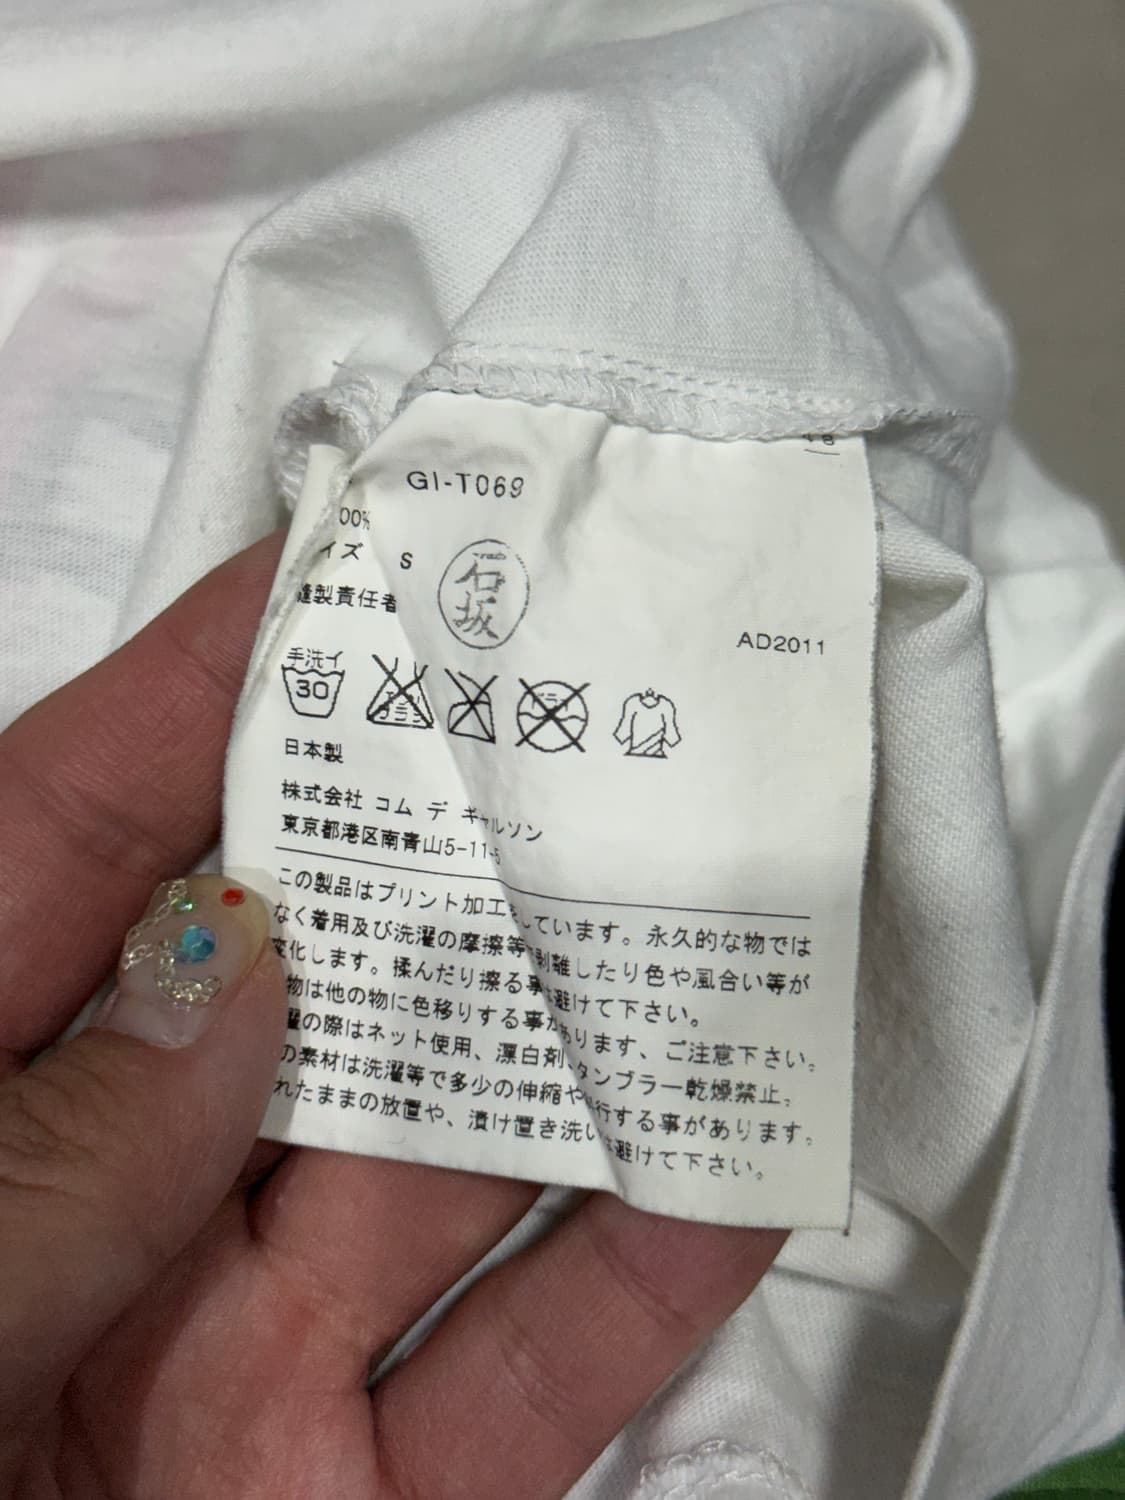 GI-T069
00%
イズ S
石坂
縫製責任者
AD2011
手洗イ
30
日本製
株式会社 コム デ ギャルソン
東京都港区南青山5-11-5
この製品はプリント加工をしています。永久的な物では
なく着用及び洗濯の摩擦等 剥離したり色や風合い等が
変化します。揉んだり擦る事 避けて下さい。
物は他の物に色移りする事があります、ご注意下さい。
濯の際はネット使用、漂白剤、タンブラー乾燥禁止。
の素材は洗濯等で多少の伸縮や 行する事があります。
れたままの放置や、漬け置き洗い 避けて下さい。